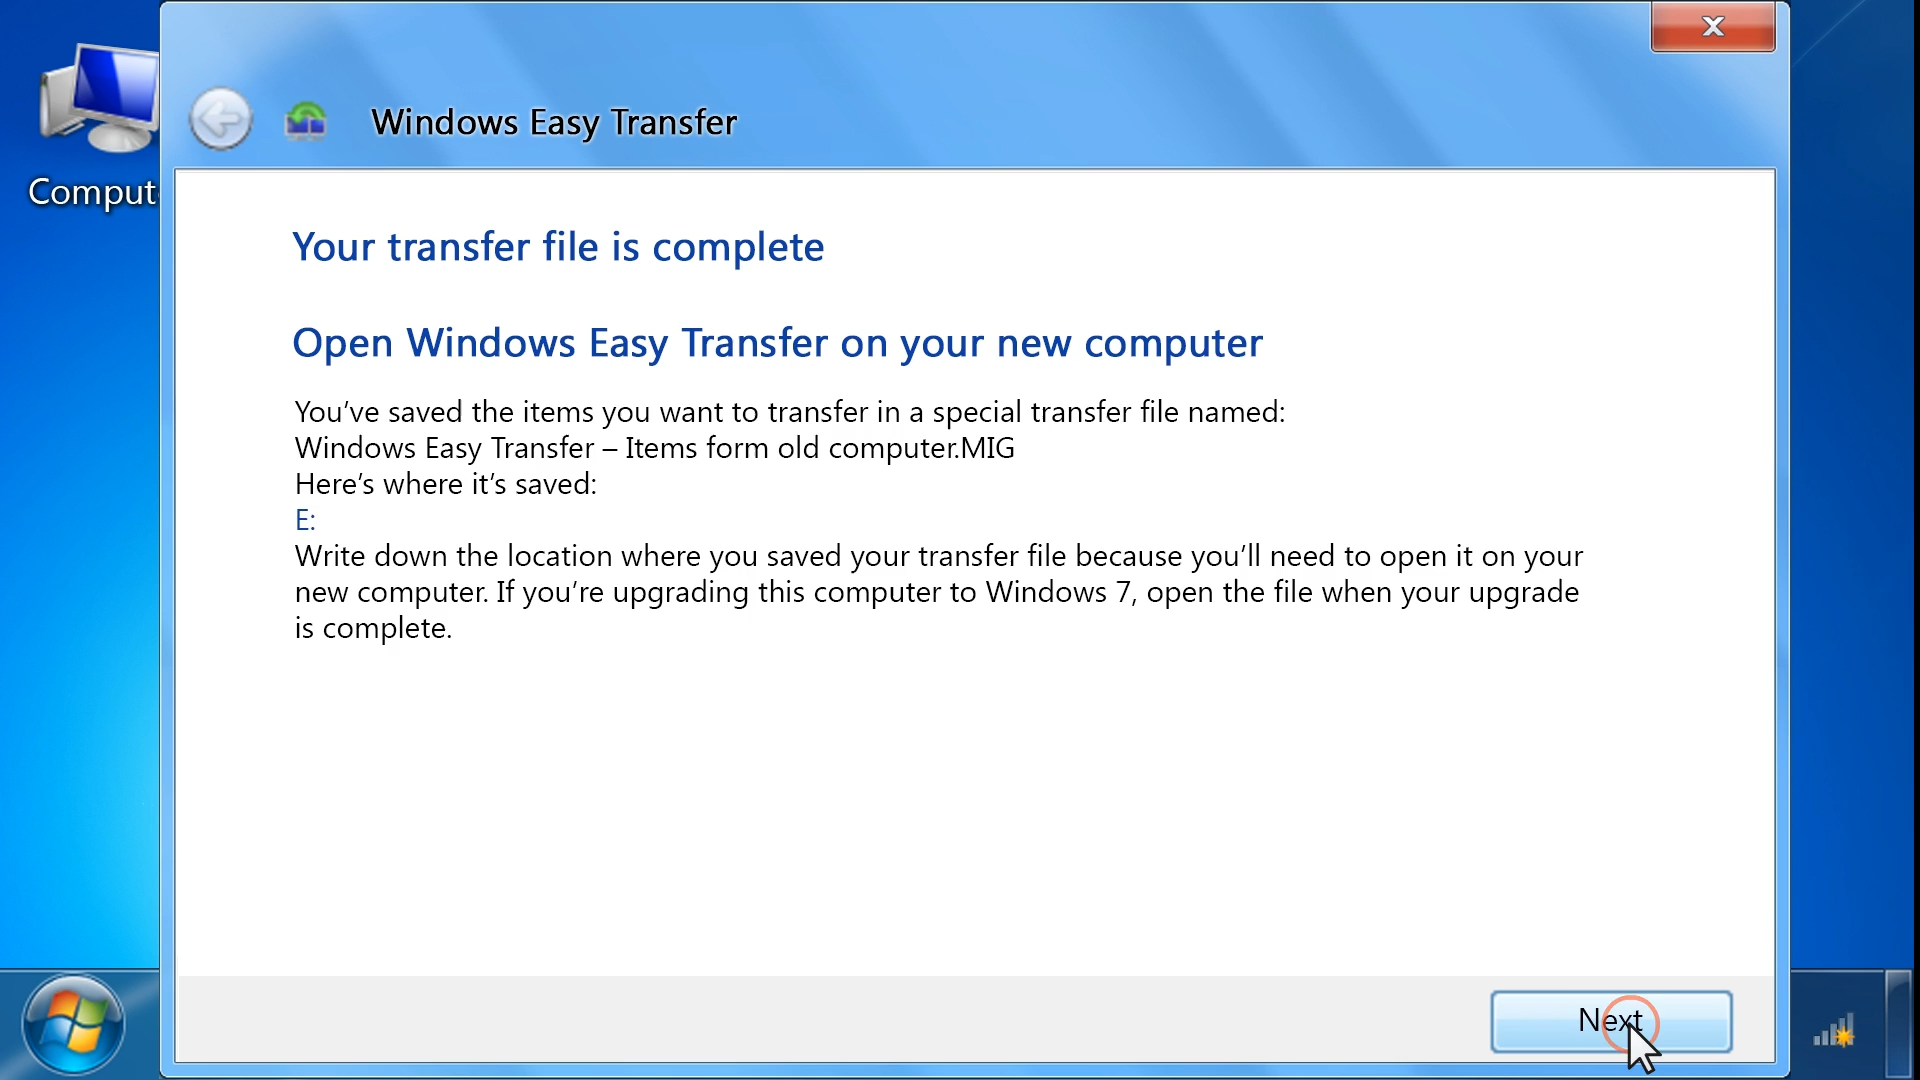 Windows Easy Transfer
Comput
Your transfer file is complete
Open Windows Easy Transfer on your new computer
You've saved the items you want to transfer in a special transfer file named:
Windows Easy Transfer – Items form old computer.MIG
Here's where it's saved:
E:
Write down the location where you saved your transfer file because you'll need to open it on your
new computer. If you're upgrading this computer to Windows 7, open the file when your upgrade
is complete.
Next